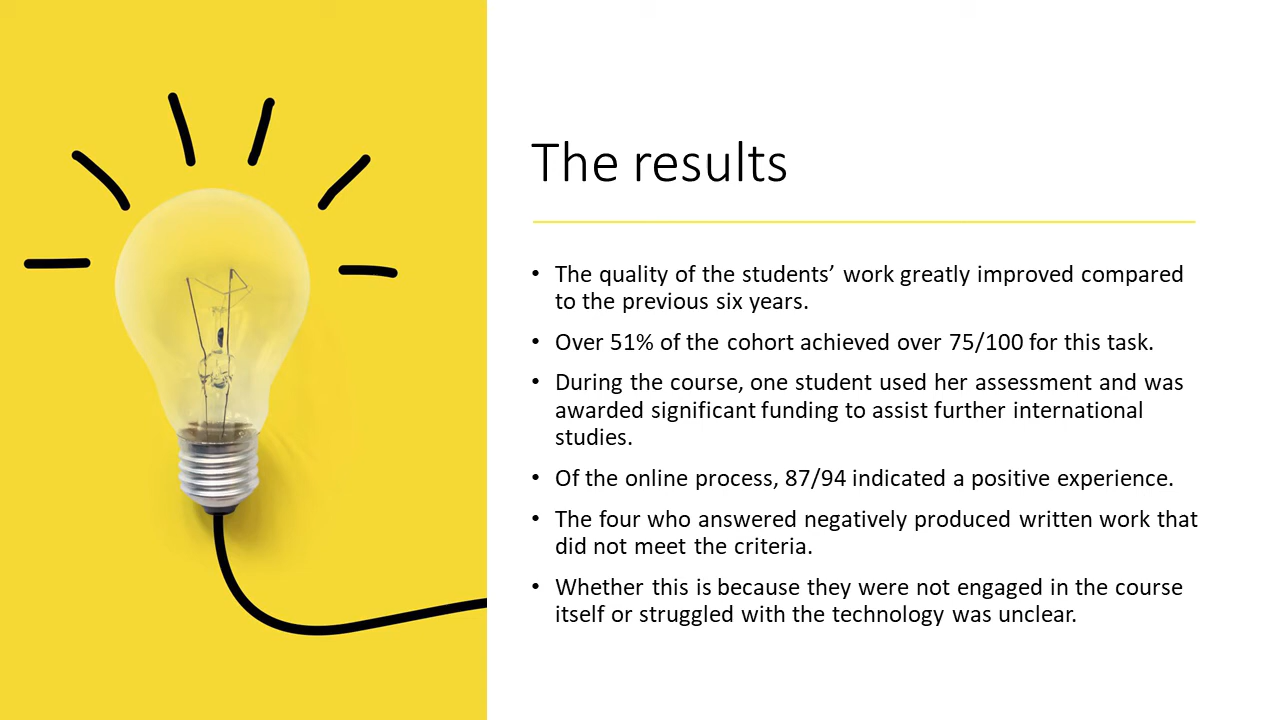 The results
• The quality of the students’ work greatly improved compared
to the previous six years.
• Over 51% of the cohort achieved over 75/100 for this task.
• During the course, one student used her assessment and was
awarded significant funding to assist further international
studies.
• Of the online process, 87/94 indicated a positive experience.
• The four who answered negatively produced written work that
did not meet the criteria.
• Whether this is because they were not engaged in the course
itself or struggled with the technology was unclear.